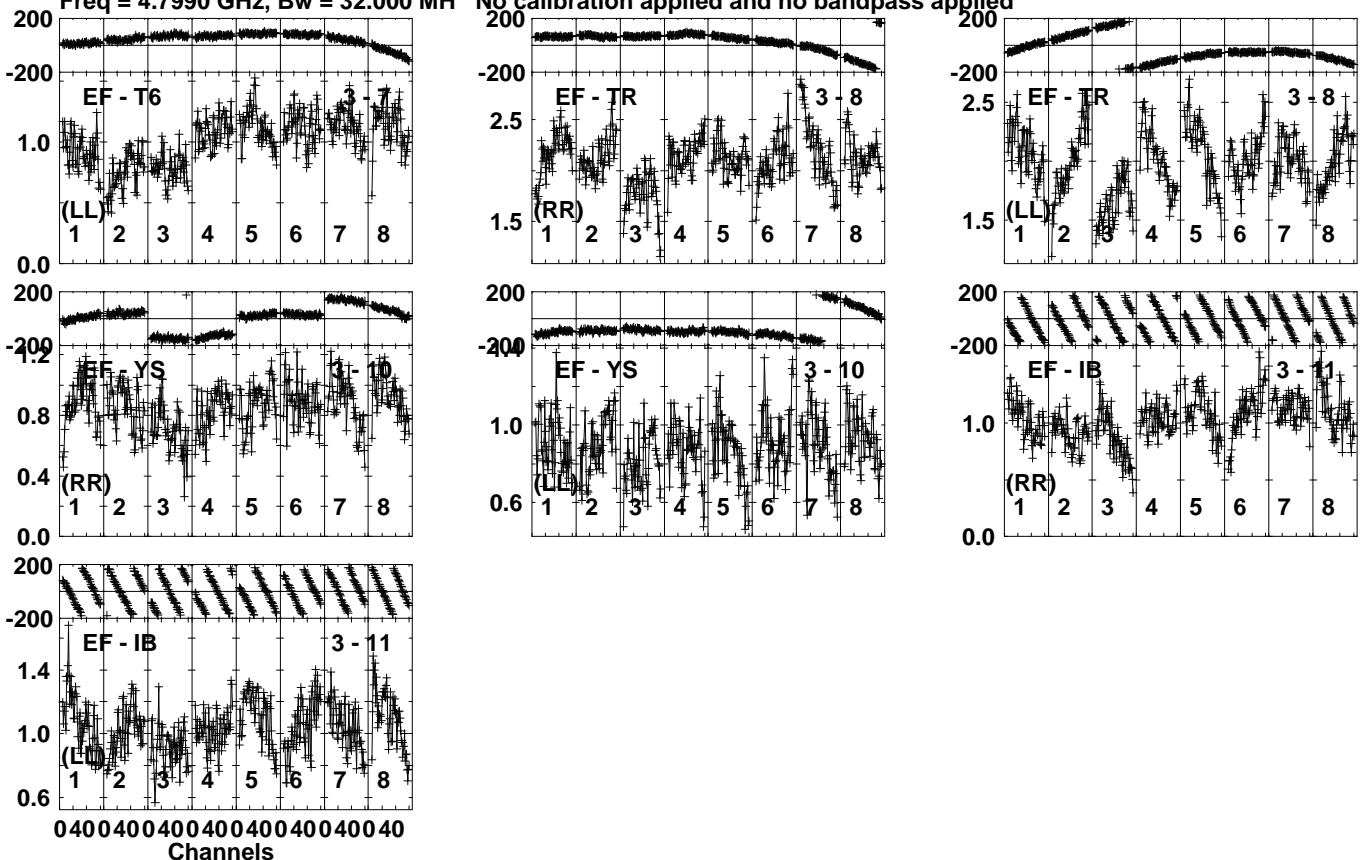 Freq = 4.7990 GHz, Bw = 32.000 MH No calibration applied and no bandpass applied
200
-200
EF - T6 3 - 7
1.0
(LL)
1 2 3 4 5 6 7 8
0.0
200
-200
EF - TR 3 - 8
2.5
1.5
(RR)
1 2 3 4 5 6 7 8
200
-200
EF - TR 3 - 8
2.5
1.5
(LL)
1 2 3 4 5 6 7 8
200
-200
1.2
EF - YS 3 - 10
0.8
0.4
(RR)
1 2 3 4 5 6 7 8
0.0
200
-200
1.4
EF - YS 3 - 10
1.0
0.6
(LL)
1 2 3 4 5 6 7 8
200
-200
EF - IB 3 - 11
1.0
(RR)
1 2 3 4 5 6 7 8
0.0
200
-200
EF - IB 3 - 11
1.4
1.0
0.6
(LL)
1 2 3 4 5 6 7 8
0 40 0 40 0 40 0 40 0 40 0 40 0 40 0 40
Channels